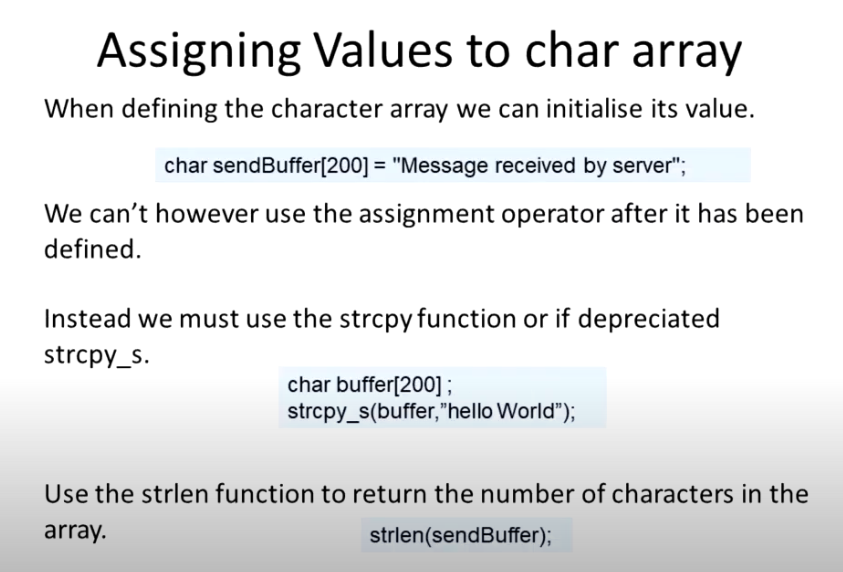 Assigning Values to char array
When defining the character array we can initialise its value.
char sendBuffer[200] = "Message received by server";
We can’t however use the assignment operator after it has been
defined.
Instead we must use the strcpy function or if depreciated
strcpy_s.
char buffer[200] ;
strcpy_s(buffer,”hello World”);
Use the strlen function to return the number of characters in the
array.
strlen(sendBuffer);